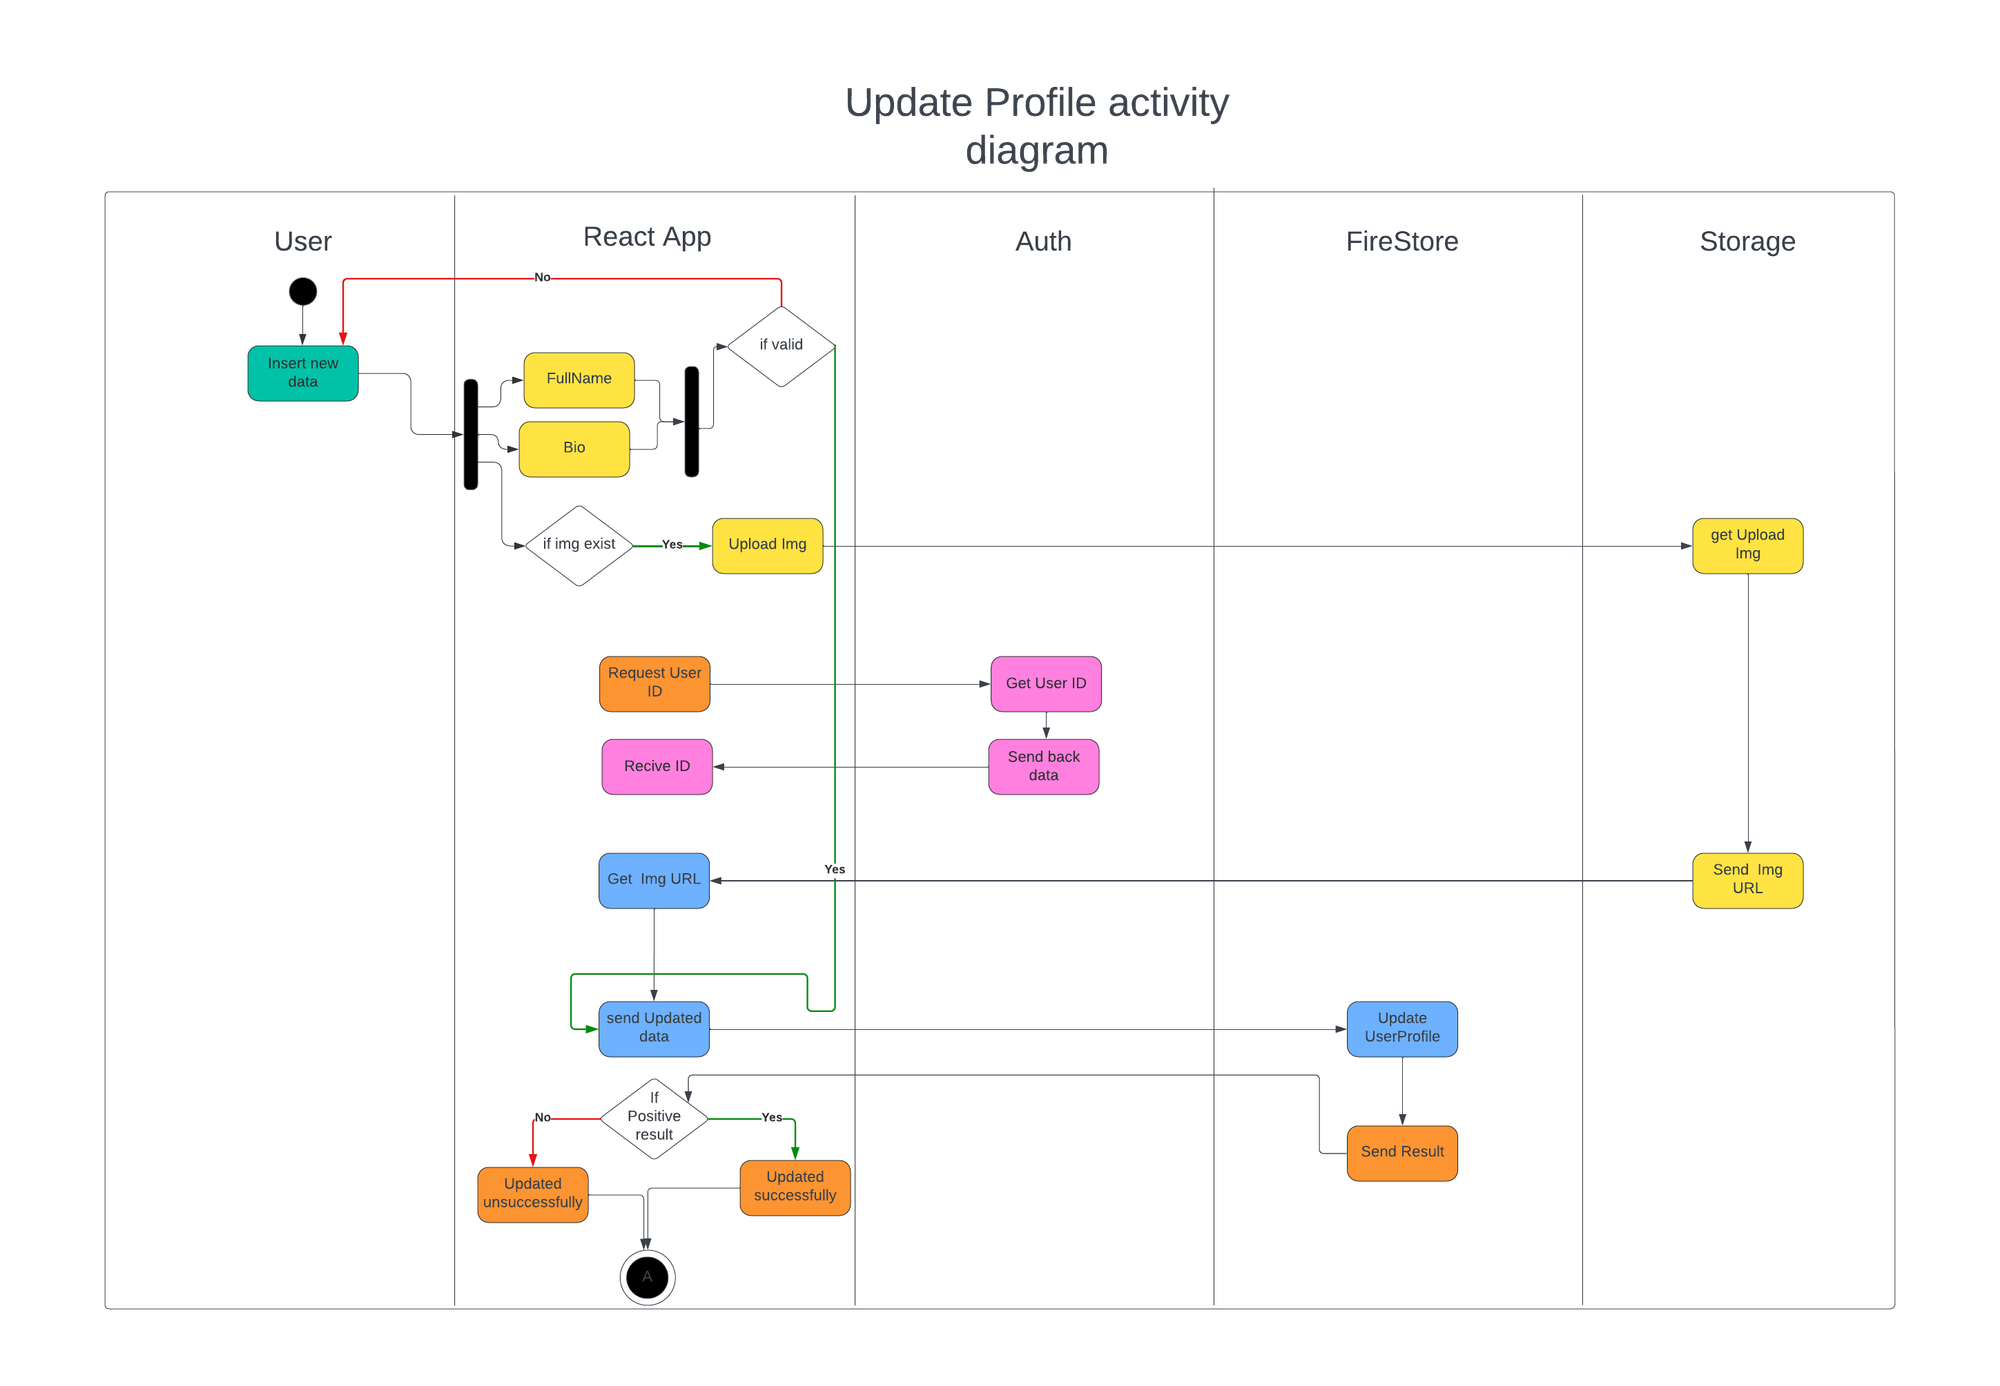 Update Profile activity
diagram
User
React App
Auth
FireStore
Storage
No
if valid
Insert new
data
FullName
Bio
if img exist
Yes
Upload Img
get Upload
Img
Request User
ID
Get User ID
Recive ID
Send back
data
Yes
Get  Img URL
Send  Img
URL
send Updated
data
Update
UserProfile
If
Positive
result
No
Yes
Send Result
Updated
unsuccessfully
Updated
successfully
A